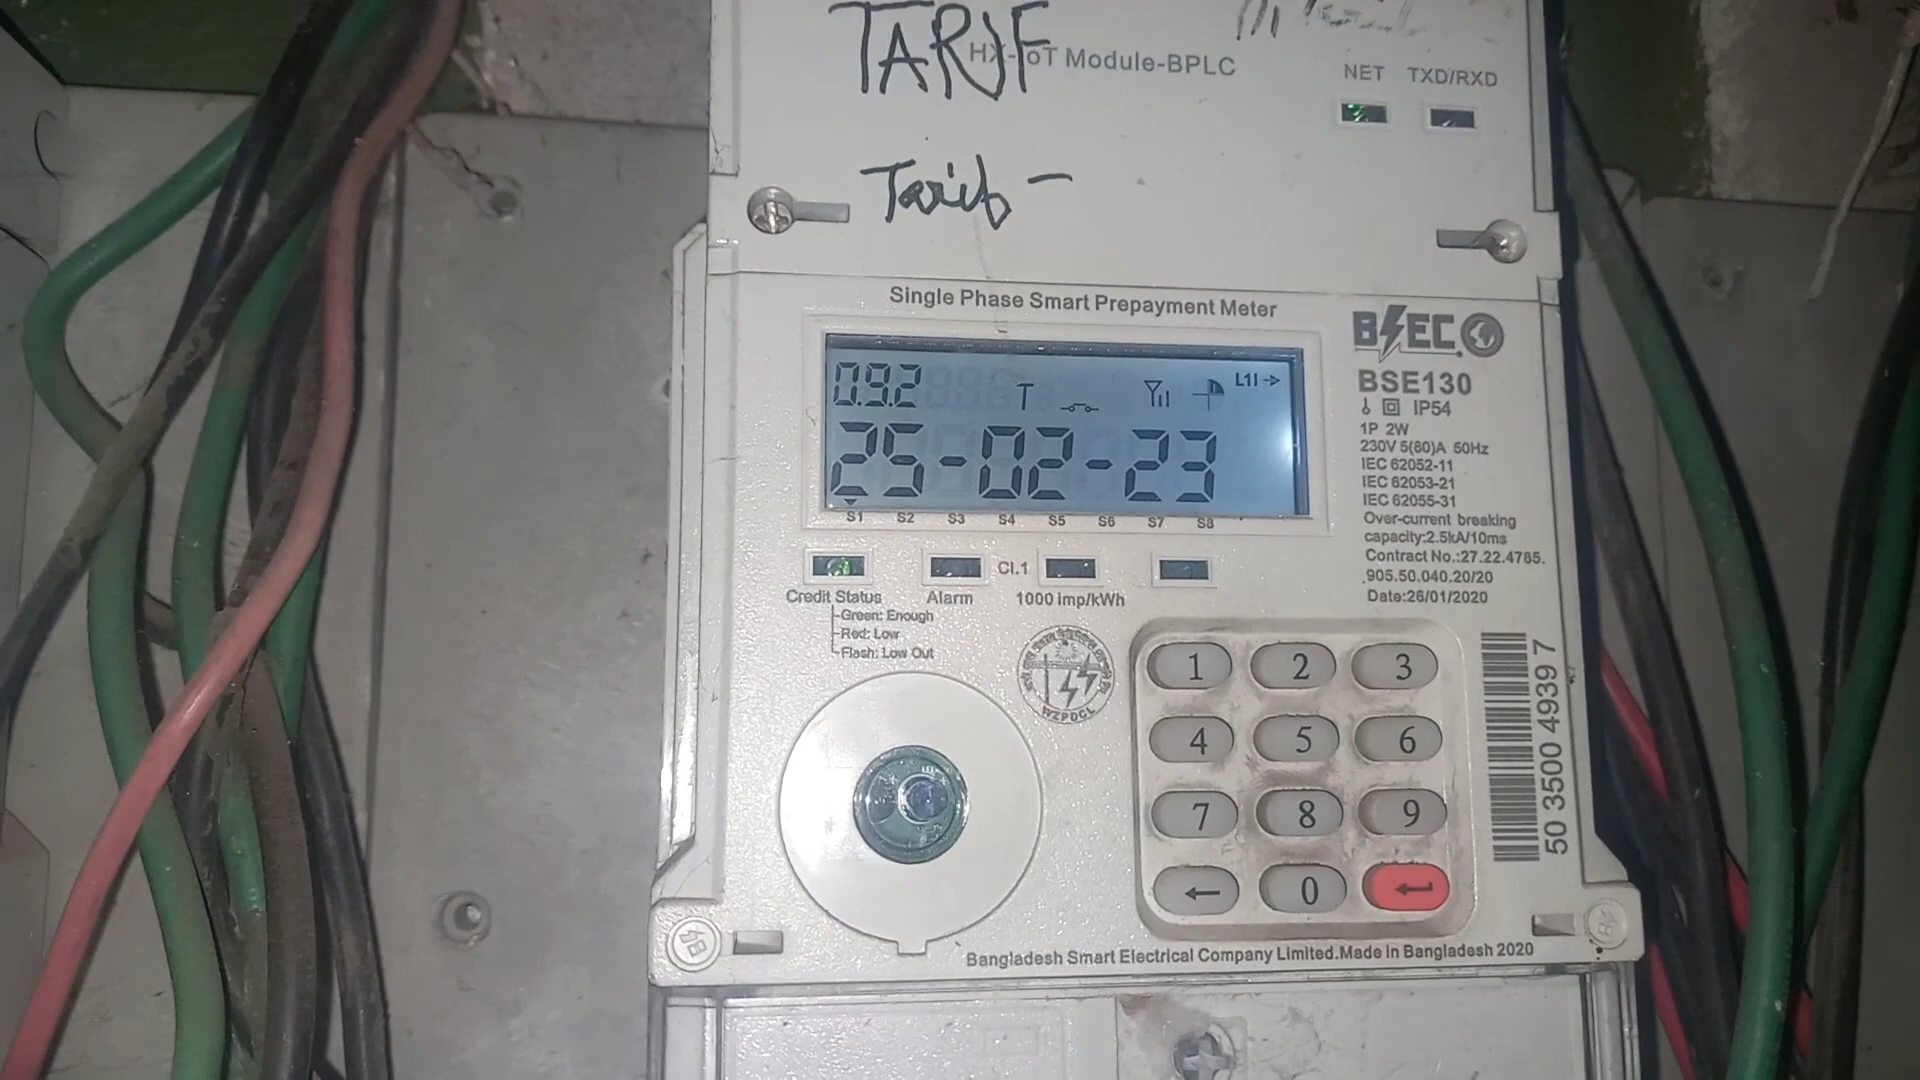 TARIF
HX-IoT Module-BPLC
NET TXD/RXD
Tarif -
Single Phase Smart Prepayment Meter
0.9.2 T L1I
25-02-23
S1 S2 S3 S4 S5 S6 S7 S8
BSEC
BSE130
IP54
1P 2W
230V 5(80)A 50Hz
IEC 62052-11
IEC 62053-21
IEC 62055-31
Over-current breaking
capacity:2.5kA/10ms
Contract No.:27.22.4785.
.905.50.040.20/20
Date:26/01/2020
Cl.1
Credit Status Alarm 1000 imp/kWh
Green: Enough
Red: Low
Flash: Low Out
WZPDCL
1 2 3
4 5 6
7 8 9
0
50 3500 4939 7
Bangladesh Smart Electrical Company Limited.Made in Bangladesh 2020